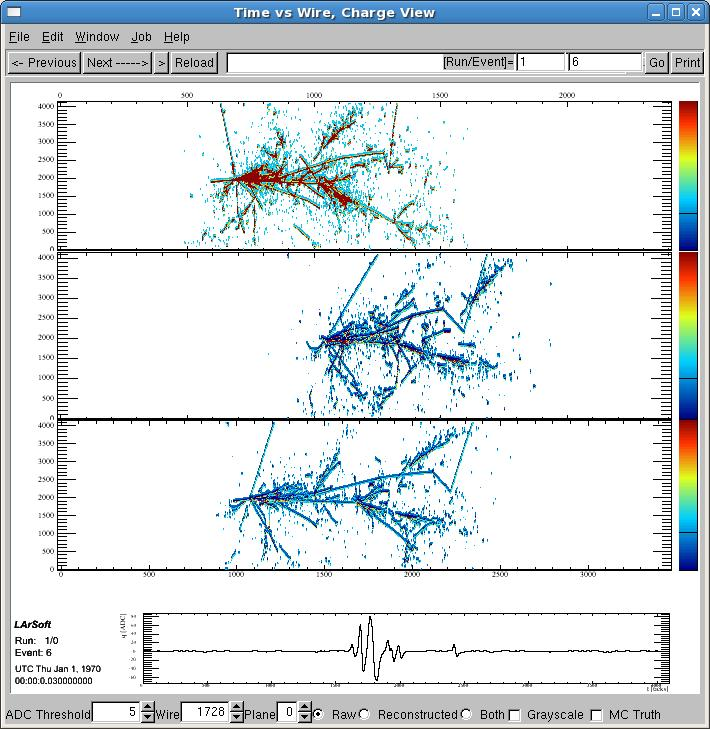 Time vs Wire, Charge View
File Edit Window Job Help
<- Previous Next -----> > Reload [Run/Event]= 1 6 Go Print
0 500 1000 1500 2000
4000
3500
3000
2500
2000
1500
1000
500
0
4000
3500
3000
2500
2000
1500
1000
500
0
4000
3500
3000
2500
2000
1500
1000
500
0
0 500 1000 1500 2000 2500 3000
LArSoft
Run: 1/0
Event: 6
UTC Thu Jan 1, 1970
00:00:0.030000000
q [ADC]
t [ticks]
ADC Threshold 5 Wire 1728 Plane 0 Raw Reconstructed Both Grayscale MC Truth